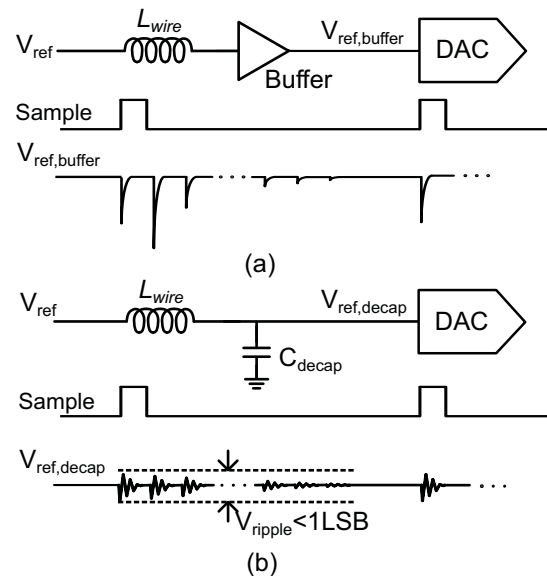 L_wire
V_ref
V_ref,buffer
DAC
Buffer
Sample
V_ref,buffer
(a)
L_wire
V_ref
V_ref,decap
DAC
C_decap
Sample
V_ref,decap
V_ripple<1LSB
(b)